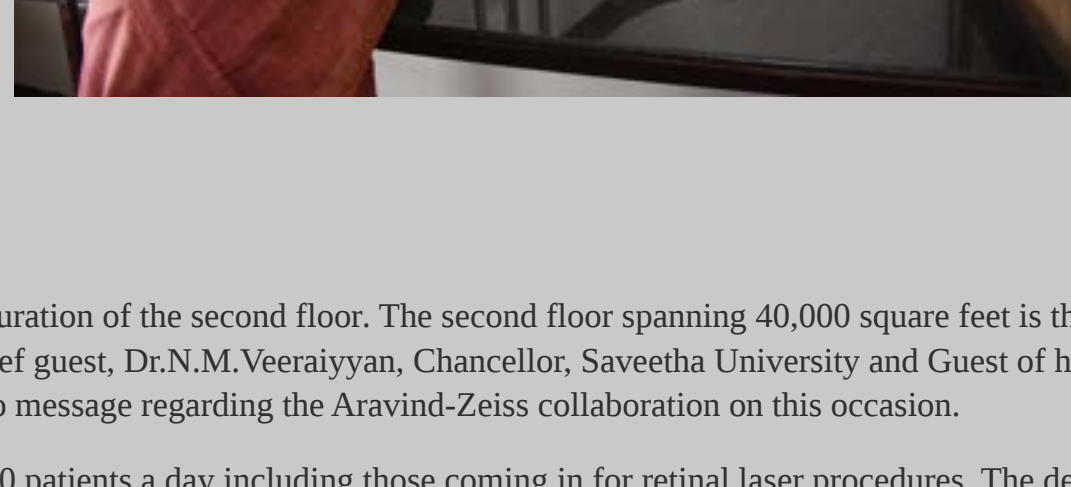 uration of the second floor. The second floor spanning 40,000 square feet is th
ef guest, Dr.N.M.Veeraiyyan, Chancellor, Saveetha University and Guest of h
o message regarding the Aravind-Zeiss collaboration on this occasion.
0 patients a day including those coming in for retinal laser procedures. The de